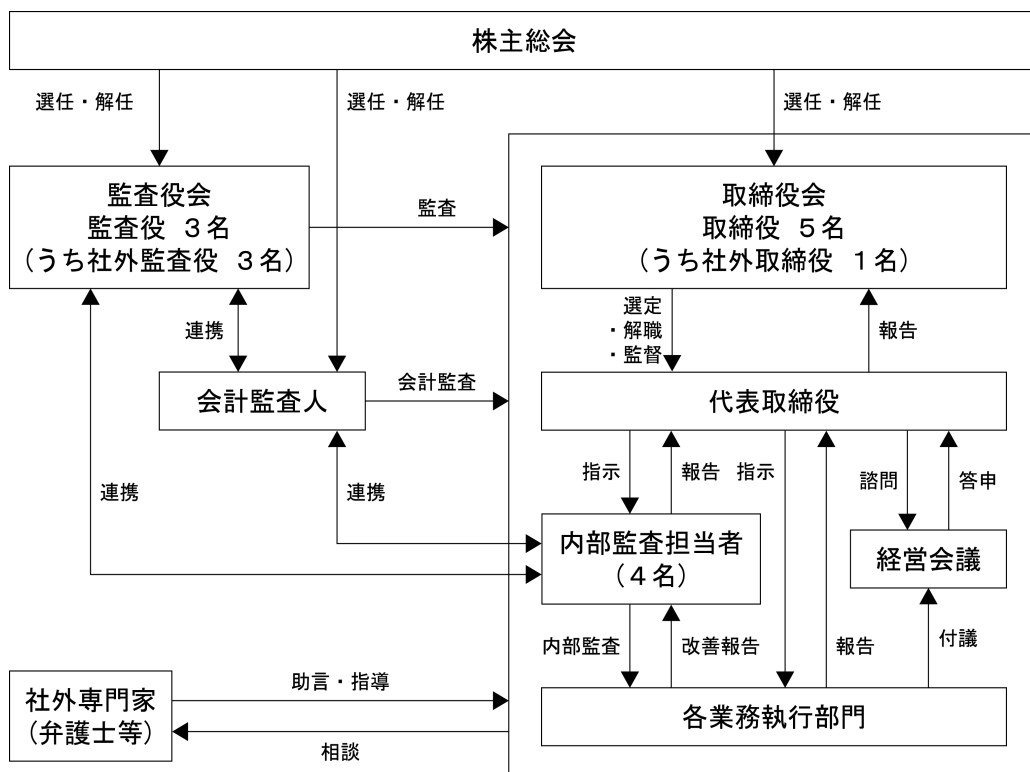 株主総会
選任・解任
選任・解任
選任・解任
監査役会
監査役 3名
(うち社外監査役 3名)
監査
取締役会
取締役 5名
(うち社外取締役 1名)
連携
選定
・解職
・監督
報告
会計監査人
会計監査
代表取締役
連携
連携
指示
報告
指示
諮問
答申
内部監査担当者
(4名)
経営会議
内部監査
改善報告
報告
付議
社外専門家
(弁護士等)
助言・指導
相談
各業務執行部門